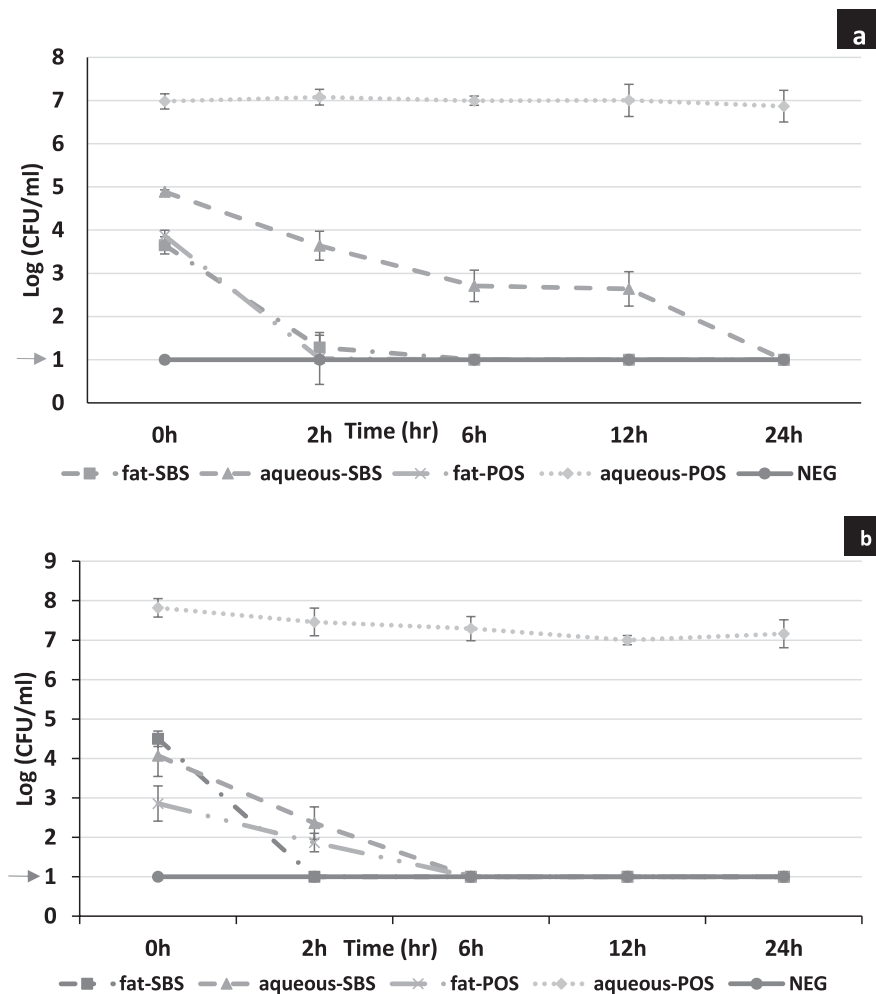 a
8
7
6
5
4
3
2
1
0
Log (CFU/ml)
0h 2h Time (hr) 6h 12h 24h
fat-SBS aqueous-SBS fat-POS aqueous-POS NEG
b
9
8
7
6
5
4
3
2
1
0
Log (CFU/ml)
0h 2h Time (hr) 6h 12h 24h
fat-SBS aqueous-SBS fat-POS aqueous-POS NEG